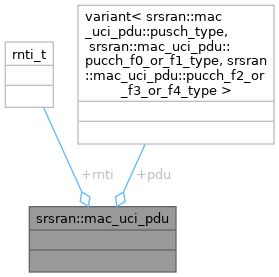 variant< srsran::mac
_uci_pdu::pusch_type,
srsran::mac_uci_pdu::
pucch_f0_or_f1_type, srsran
::mac_uci_pdu::pucch_f2_or
_f3_or_f4_type >
rnti_t
+rnti
+pdu
srsran::mac_uci_pdu